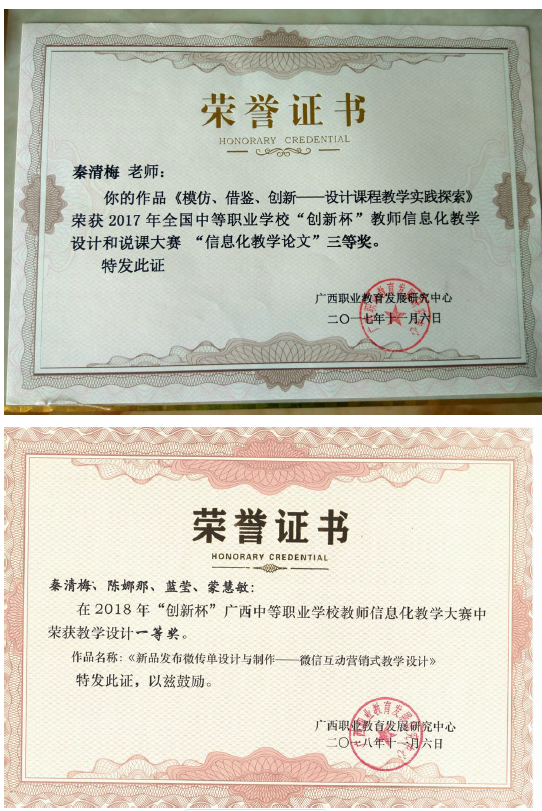 荣誉证书
HONORARY CREDENTIAL
秦清梅 老师：
你的作品《模仿、借鉴、创新——设计课程教学实践探索》
荣获2017年全国中等职业学校“创新杯”教师信息化教学
设计和说课大赛 “信息化教学论文”三等奖。
特发此证
广西职业教育发展研究中心
二〇一七年十一月六日
荣誉证书
HONORARY CREDENTIAL
秦清梅、陈娜那、蓝莹、蒙慧敏：
在2018年“创新杯”广西中等职业学校教师信息化教学大赛中
荣获教学设计一等奖。
作品名称：《新品发布微传单设计与制作——微信互动营销式教学设计》
特发此证，以兹鼓励。
广西职业教育发展研究中心
二〇一八年十一月六日